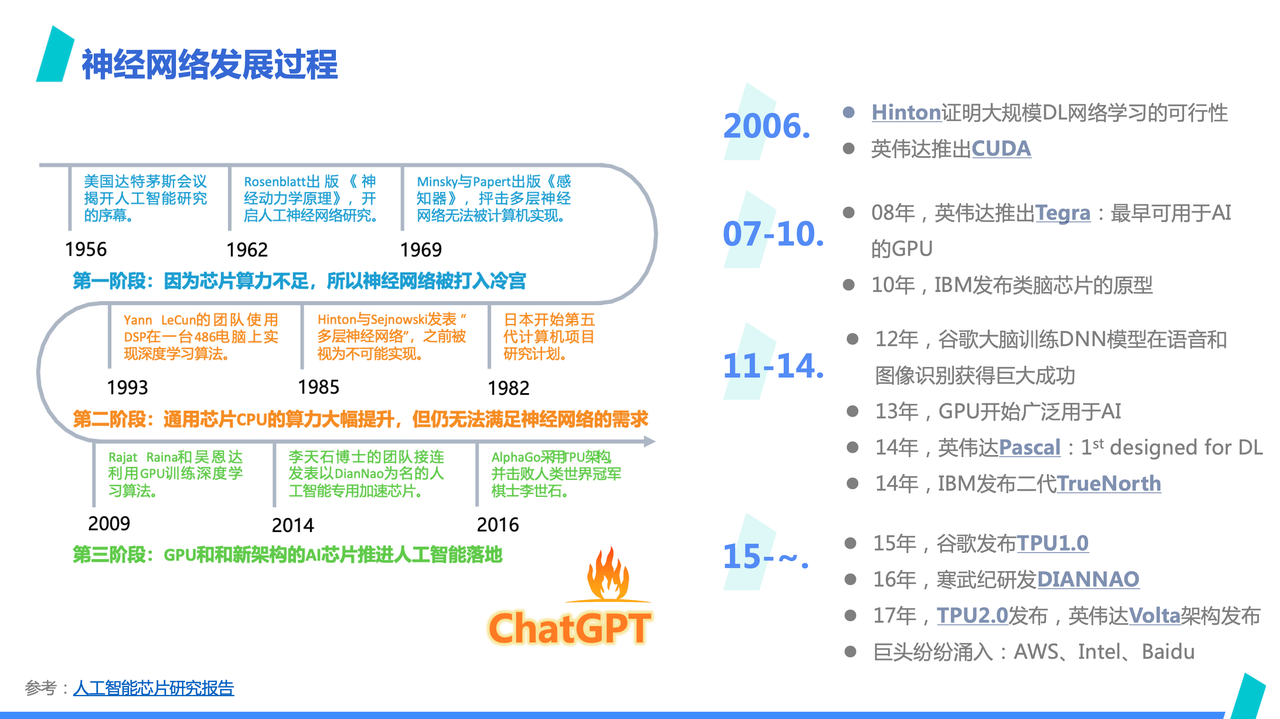 神经网络发展过程
美国达特茅斯会议
揭开人工智能研究
的序幕。
1956
Rosenblatt出版《神
经动力学原理》，开
启人工神经网络研究。
1962
Minsky与Papert出版《感
知器》，抨击多层神经
网络无法被计算机实现。
1969
第一阶段：因为芯片算力不足，所以神经网络被打入冷宫
Yann LeCun的团队使用
DSP在一台486电脑上实
现深度学习算法。
1993
Hinton与Sejnowski发表“
多层神经网络”，之前被
视为不可能实现。
1985
日本开始第五
代计算机项目
研究计划。
1982
第二阶段：通用芯片CPU的算力大幅提升，但仍无法满足神经网络的需求
Rajat Raina和吴恩达
利用GPU训练深度学
习算法。
2009
李天石博士的团队接连
发表以DianNao为名的人
工智能专用加速芯片。
2014
AlphaGo采用TPU架构，
并击败人类世界冠军
棋士李世石。
2016
第三阶段：GPU和和新架构的AI芯片推进人工智能落地
ChatGPT
参考：人工智能芯片研究报告
2006.
Hinton证明大规模DL网络学习的可行性
英伟达推出CUDA
07-10.
08年，英伟达推出Tegra：最早可用于AI
的GPU
10年，IBM发布类脑芯片的原型
11-14.
12年，谷歌大脑训练DNN模型在语音和
图像识别获得巨大成功
13年，GPU开始广泛用于AI
14年，英伟达Pascal：1st designed for DL
14年，IBM发布二代TrueNorth
15-~.
15年，谷歌发布TPU1.0
16年，寒武纪研发DIANNAO
17年，TPU2.0发布，英伟达Volta架构发布
巨头纷纷涌入：AWS、Intel、Baidu